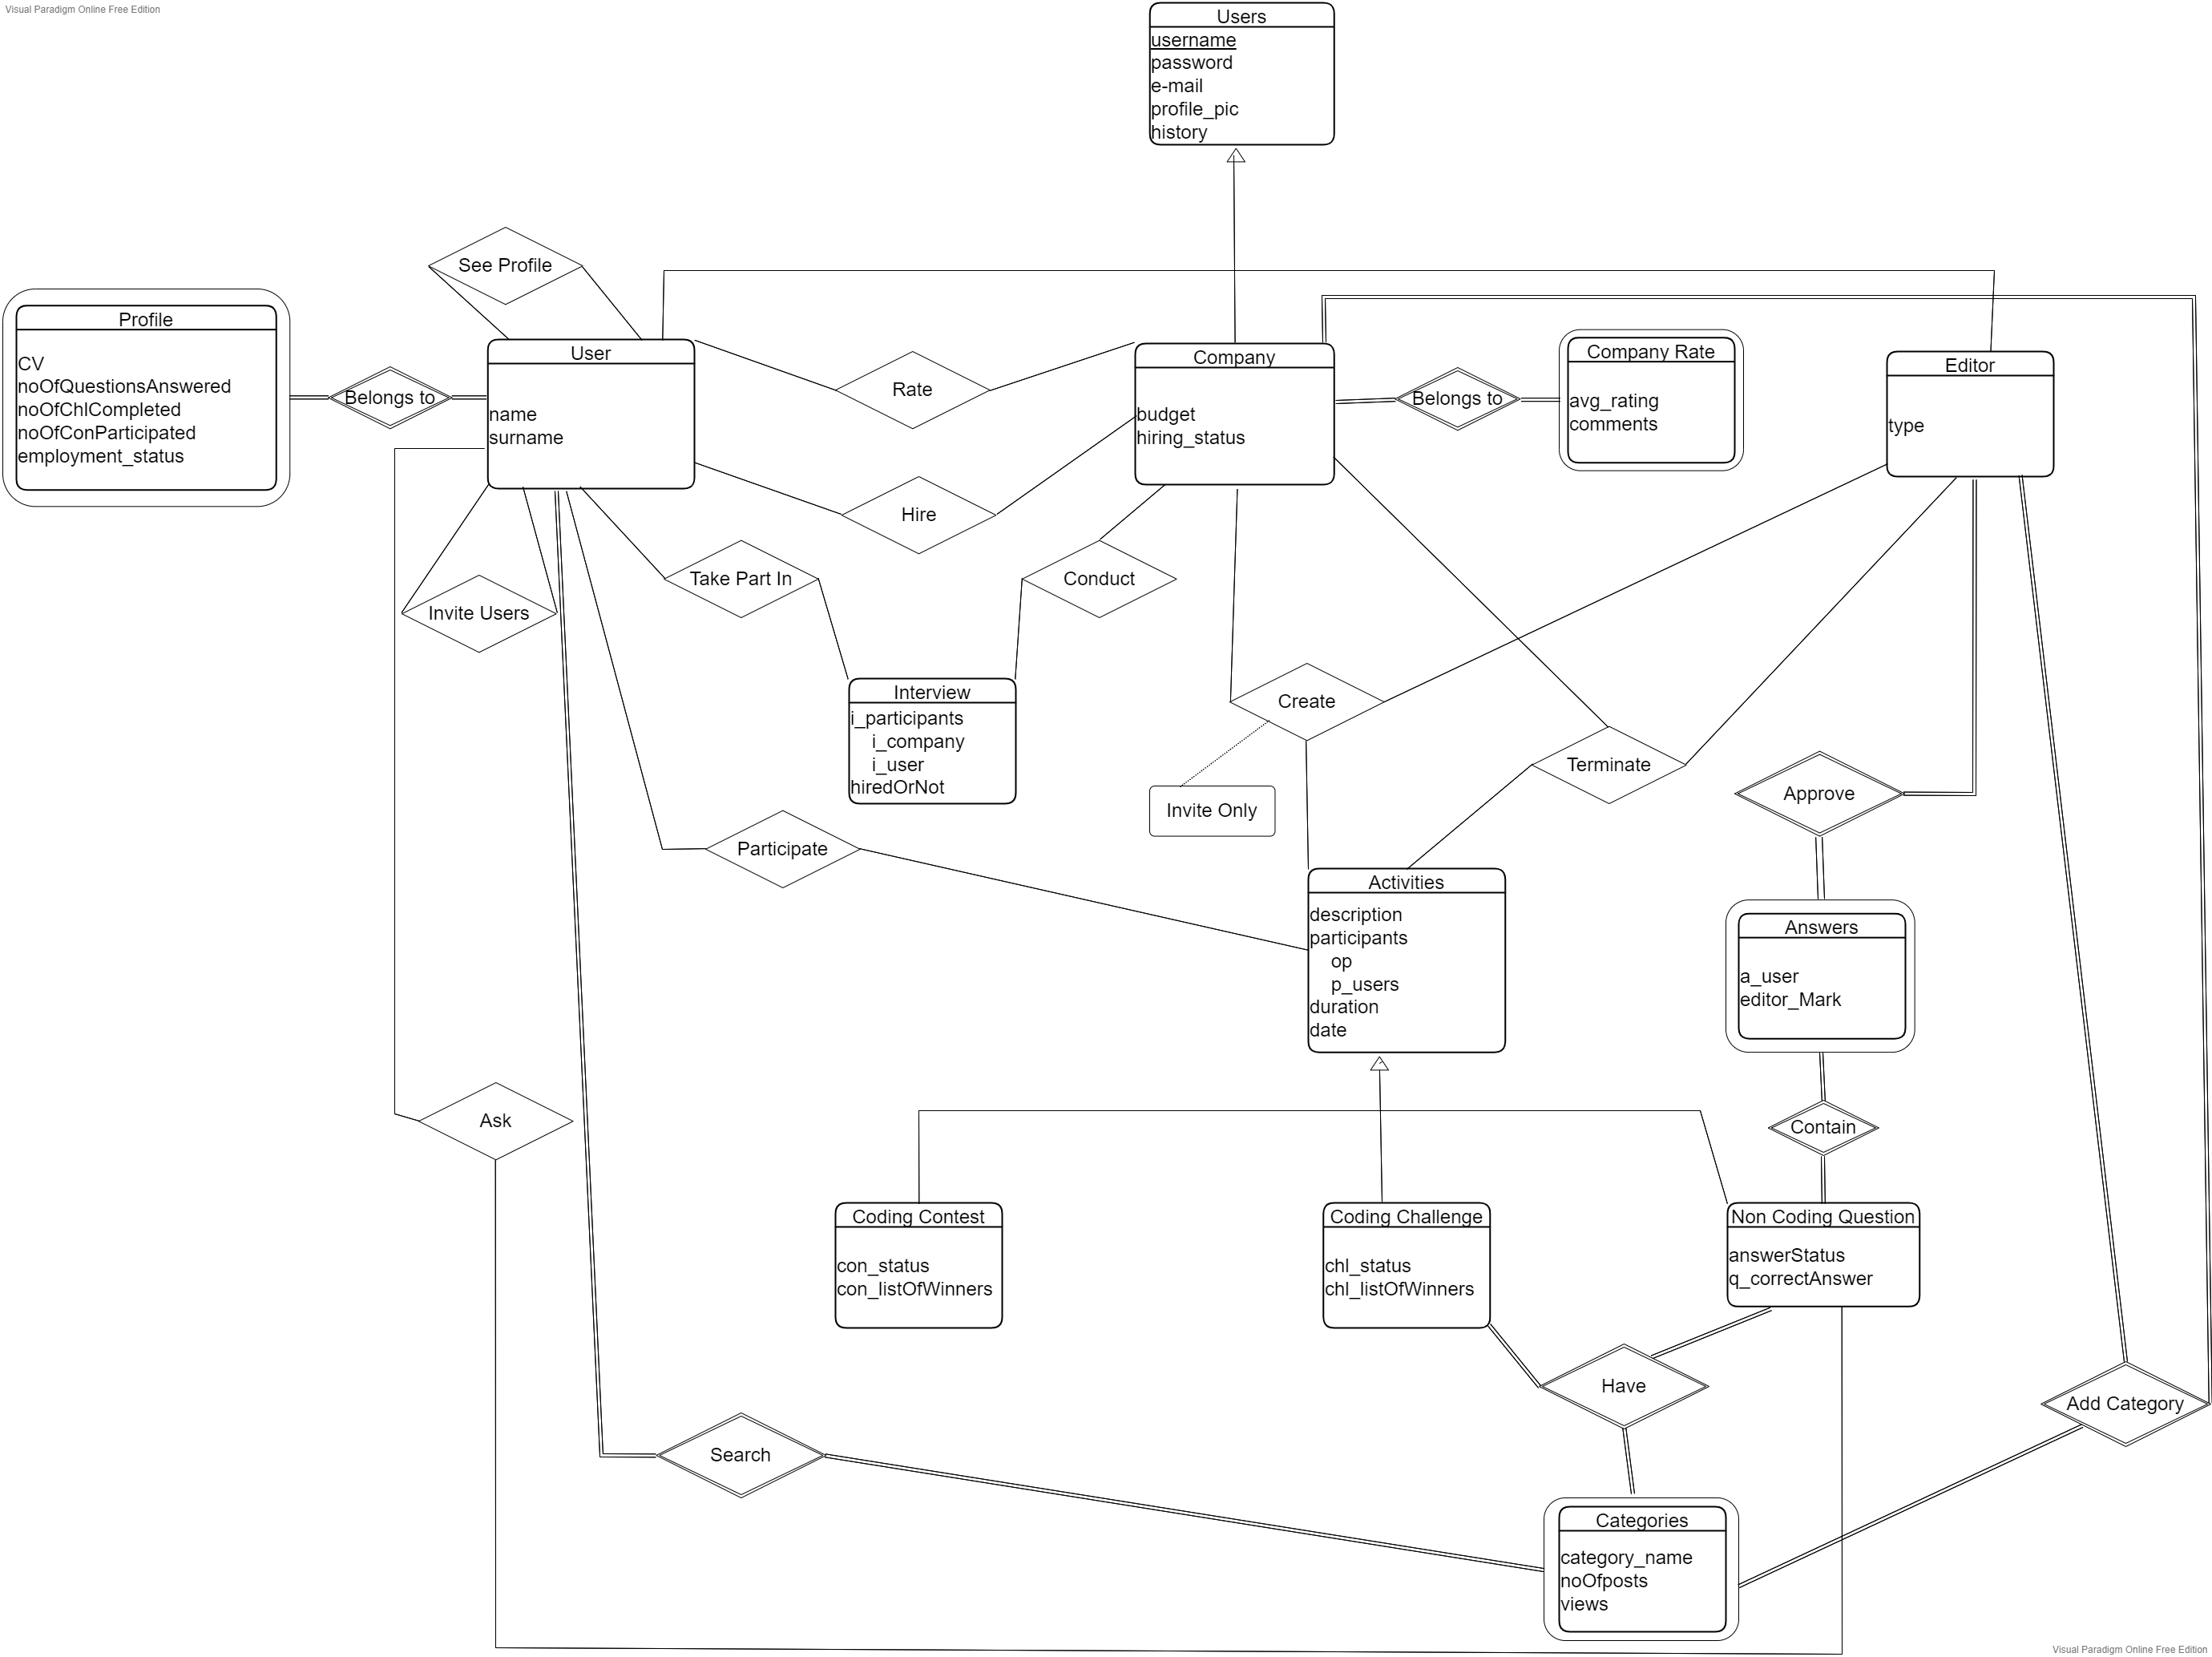 Visual Paradigm Online Free Edition
Users
username
password
e-mail
profile_pic
history
See Profile
Profile
CV
noOfQuestionsAnswered
noOfChlCompleted
noOfConParticipated
employment_status
Belongs to
User
name
surname
Rate
Company
budget
hiring_status
Belongs to
Company Rate
avg_rating
comments
Editor
type
Hire
Take Part In
Conduct
Invite Users
Interview
i_participants
i_company
i_user
hiredOrNot
Create
Invite Only
Terminate
Approve
Participate
Activities
description
participants
op
p_users
duration
date
Answers
a_user
editor_Mark
Ask
Contain
Coding Contest
con_status
con_listOfWinners
Coding Challenge
chl_status
chl_listOfWinners
Non Coding Question
answerStatus
q_correctAnswer
Have
Add Category
Search
Categories
category_name
noOfposts
views
Visual Paradigm Online Free Edition